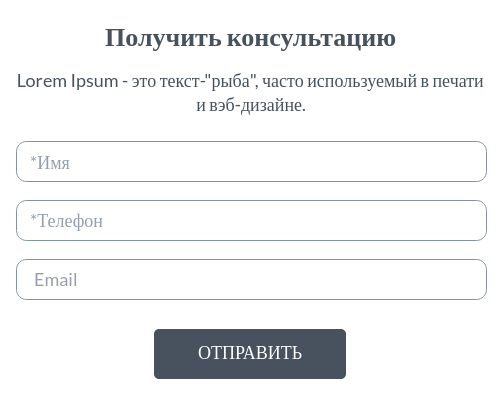 Получить консультацию
Lorem Ipsum - это текст-"рыба", часто используемый в печати
и вэб-дизайне.
*Имя
*Телефон
Email
ОТПРАВИТЬ